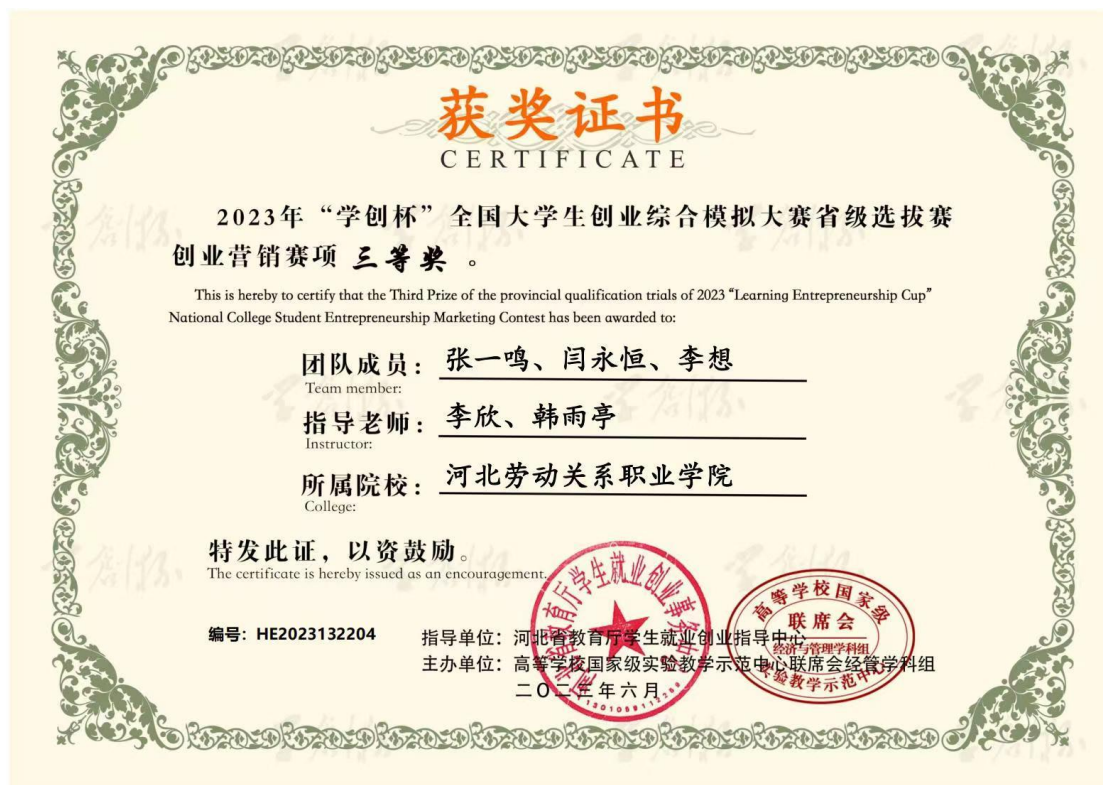 获奖证书
CERTIFICATE
2023年“学创杯”全国大学生创业综合模拟大赛省级选拔赛
创业营销赛项 三等奖 。
This is hereby to certify that the Third Prize of the provincial qualification trials of 2023 “Learning Entrepreneurship Cup”
National College Student Entrepreneurship Marketing Contest has been awarded to:
团队成员：张一鸣、闫永恒、李想
Team member:
指导老师：李欣、韩雨亭
Instructor:
所属院校：河北劳动关系职业学院
College:
特发此证，以资鼓励。
The certificate is hereby issued as an encouragement.
编号：HE2023132204
指导单位：河北省教育厅学生就业创业指导中心
主办单位：高等学校国家级实验教学示范中心联席会经管学科组
二〇二三年六月
高等学校国家级
联席会
经济与管理学科组
实验教学示范中心